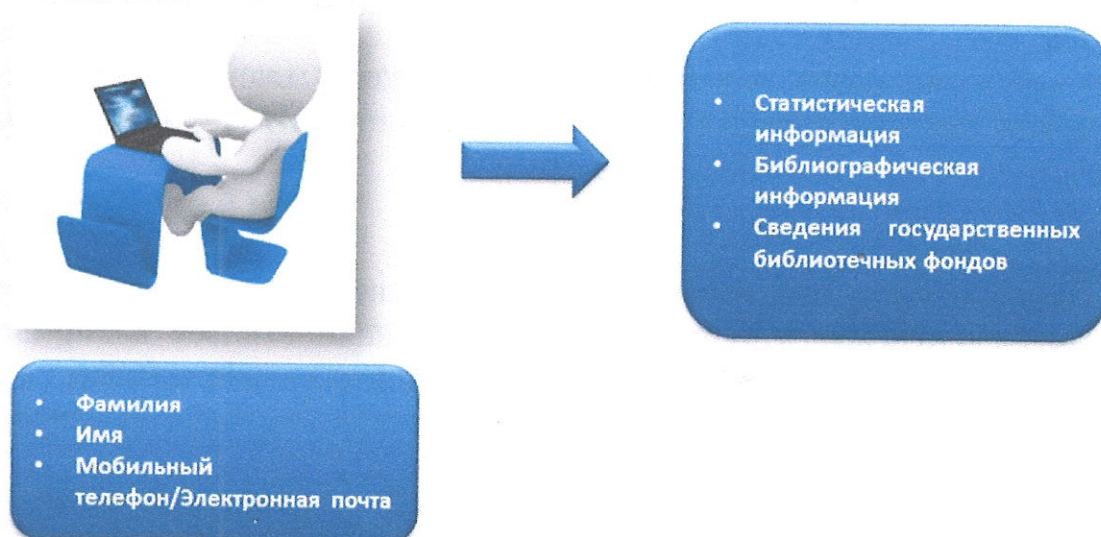 • Статистическая
информация
• Библиографическая
информация
• Сведения государственных
библиотечных фондов
• Фамилия
• Имя
• Мобильный
телефон/Электронная почта